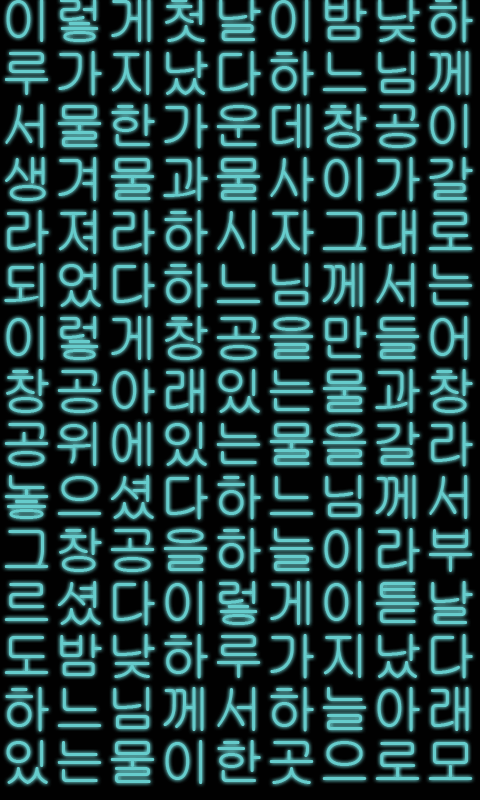 이렇게첫날이밤낮하
루가지났다하느님께
서물한가운데창공이
생겨물과물사이가갈
라져라하시자그대로
되었다하느님께서는
이렇게창공을만들어
창공아래있는물과창
공위에있는물을갈라
놓으셨다하느님께서
그창공을하늘이라부
르셨다이렇게이튿날
도밤낮하루가지났다
하느님께서하늘아래
있는물이한곳으로모